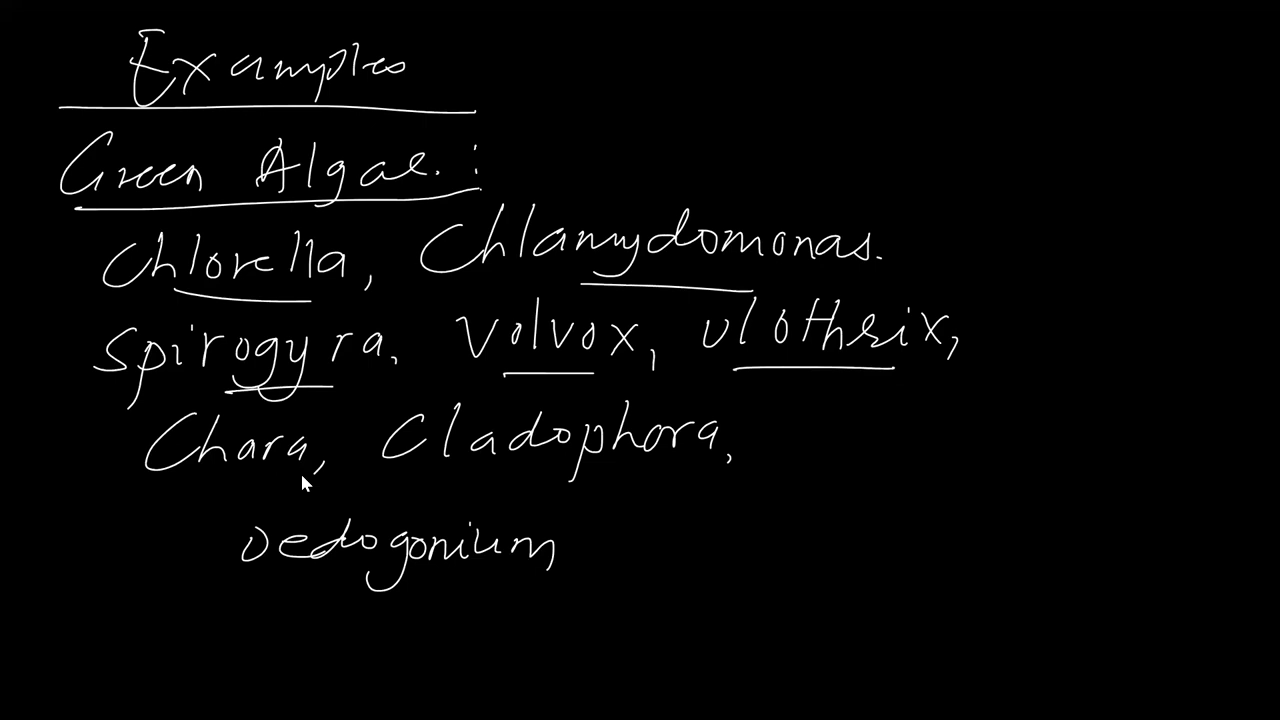 Examples
Green Algae. :
Chlorella, Chlamydomonas.
Spirogyra, Volvox, Ulothrix,
Chara, Cladophora,
Oedogonium